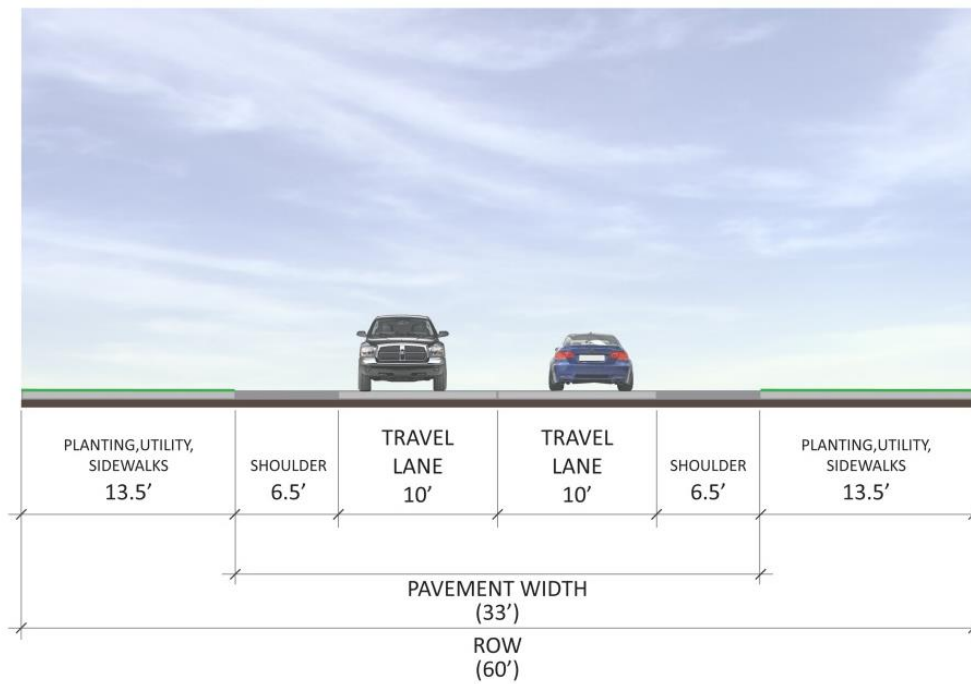 PLANTING,UTILITY,
SIDEWALKS
13.5’
SHOULDER
6.5’
TRAVEL
LANE
10’
TRAVEL
LANE
10’
SHOULDER
6.5’
PLANTING,UTILITY,
SIDEWALKS
13.5’
PAVEMENT WIDTH
(33’)
ROW
(60’)